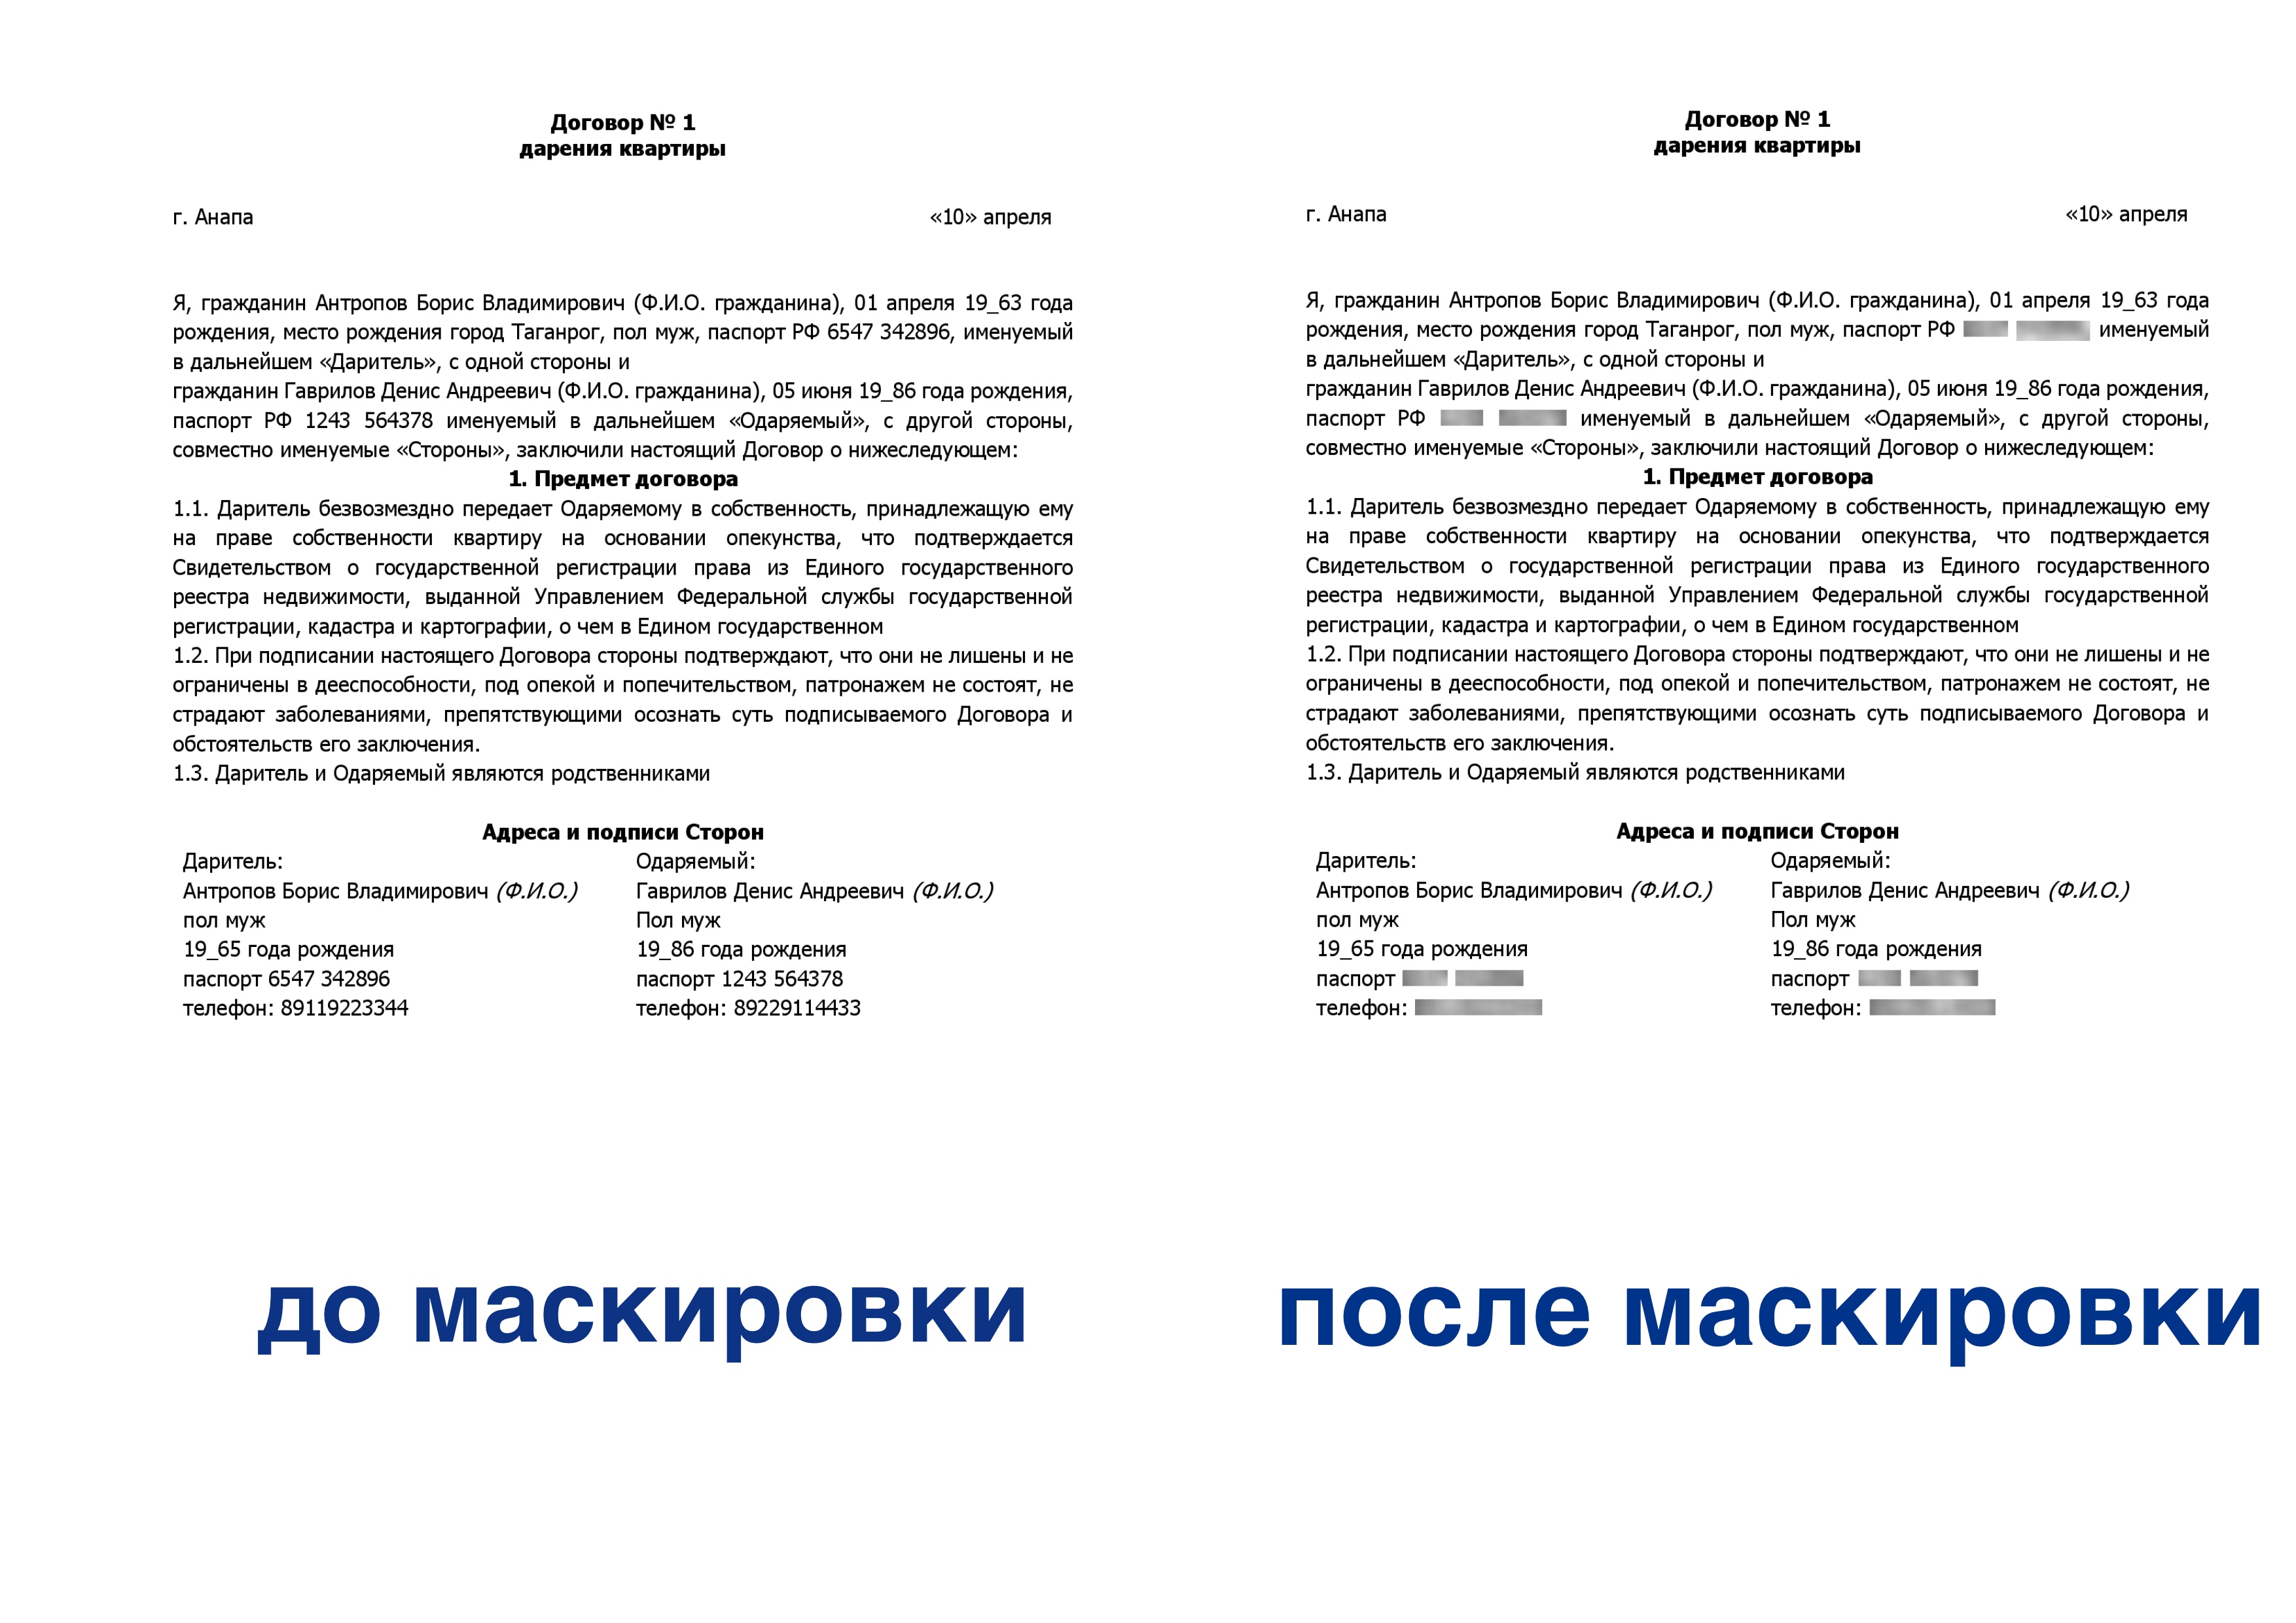 Договор № 1
дарения квартиры
г. Анапа «10» апреля
Я, гражданин Антропов Борис Владимирович (Ф.И.О. гражданина), 01 апреля 19_63 года
рождения, место рождения город Таганрог, пол муж, паспорт РФ 6547 342896, именуемый
в дальнейшем «Даритель», с одной стороны и
гражданин Гаврилов Денис Андреевич (Ф.И.О. гражданина), 05 июня 19_86 года рождения,
паспорт РФ 1243 564378 именуемый в дальнейшем «Одаряемый», с другой стороны,
совместно именуемые «Стороны», заключили настоящий Договор о нижеследующем:
1. Предмет договора
1.1. Даритель безвозмездно передает Одаряемому в собственность, принадлежащую ему
на праве собственности квартиру на основании опекунства, что подтверждается
Свидетельством о государственной регистрации права из Единого государственного
реестра недвижимости, выданной Управлением Федеральной службы государственной
регистрации, кадастра и картографии, о чем в Едином государственном
1.2. При подписании настоящего Договора стороны подтверждают, что они не лишены и не
ограничены в дееспособности, под опекой и попечительством, патронажем не состоят, не
страдают заболеваниями, препятствующими осознать суть подписываемого Договора и
обстоятельств его заключения.
1.3. Даритель и Одаряемый являются родственниками
Адреса и подписи Сторон
Даритель: Одаряемый:
Антропов Борис Владимирович (Ф.И.О.) Гаврилов Денис Андреевич (Ф.И.О.)
пол муж Пол муж
19_65 года рождения 19_86 года рождения
паспорт 6547 342896 паспорт 1243 564378
телефон: 89119223344 телефон: 89229114433
до маскировки
Договор № 1
дарения квартиры
г. Анапа «10» апреля
Я, гражданин Антропов Борис Владимирович (Ф.И.О. гражданина), 01 апреля 19_63 года
рождения, место рождения город Таганрог, пол муж, паспорт РФ именуемый
в дальнейшем «Даритель», с одной стороны и
гражданин Гаврилов Денис Андреевич (Ф.И.О. гражданина), 05 июня 19_86 года рождения,
паспорт РФ именуемый в дальнейшем «Одаряемый», с другой стороны,
совместно именуемые «Стороны», заключили настоящий Договор о нижеследующем:
1. Предмет договора
1.1. Даритель безвозмездно передает Одаряемому в собственность, принадлежащую ему
на праве собственности квартиру на основании опекунства, что подтверждается
Свидетельством о государственной регистрации права из Единого государственного
реестра недвижимости, выданной Управлением Федеральной службы государственной
регистрации, кадастра и картографии, о чем в Едином государственном
1.2. При подписании настоящего Договора стороны подтверждают, что они не лишены и не
ограничены в дееспособности, под опекой и попечительством, патронажем не состоят, не
страдают заболеваниями, препятствующими осознать суть подписываемого Договора и
обстоятельств его заключения.
1.3. Даритель и Одаряемый являются родственниками
Адреса и подписи Сторон
Даритель: Одаряемый:
Антропов Борис Владимирович (Ф.И.О.) Гаврилов Денис Андреевич (Ф.И.О.)
пол муж Пол муж
19_65 года рождения 19_86 года рождения
паспорт паспорт
телефон: телефон:
после маскировки